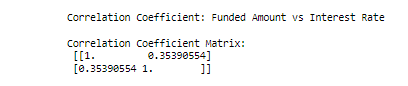 Correlation Coefficient: Funded Amount vs Interest Rate
Correlation Coefficient Matrix:
[[1.         0.35390554]
[0.35390554 1.        ]]